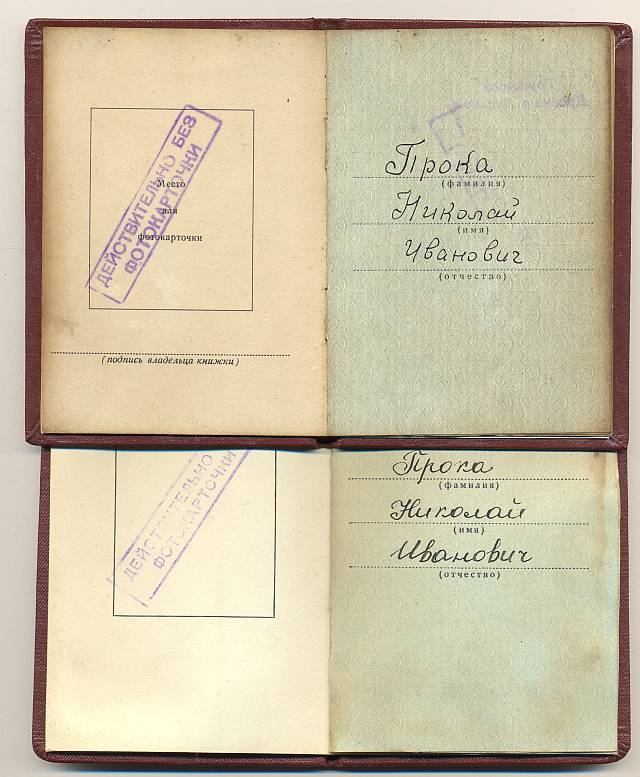 ДЕЙСТВИТЕЛЬНО БЕЗ
ФОТОКАРТОЧКИ
Место
для
фотокарточки
(подпись владельца книжки)
Прока
(фамилия)
Николай
(имя)
Иванович
(отчество)
ДЕЙСТВИТЕЛЬНО
ФОТОКАРТОЧКИ
Прока
(фамилия)
Николай
(имя)
Иванович
(отчество)